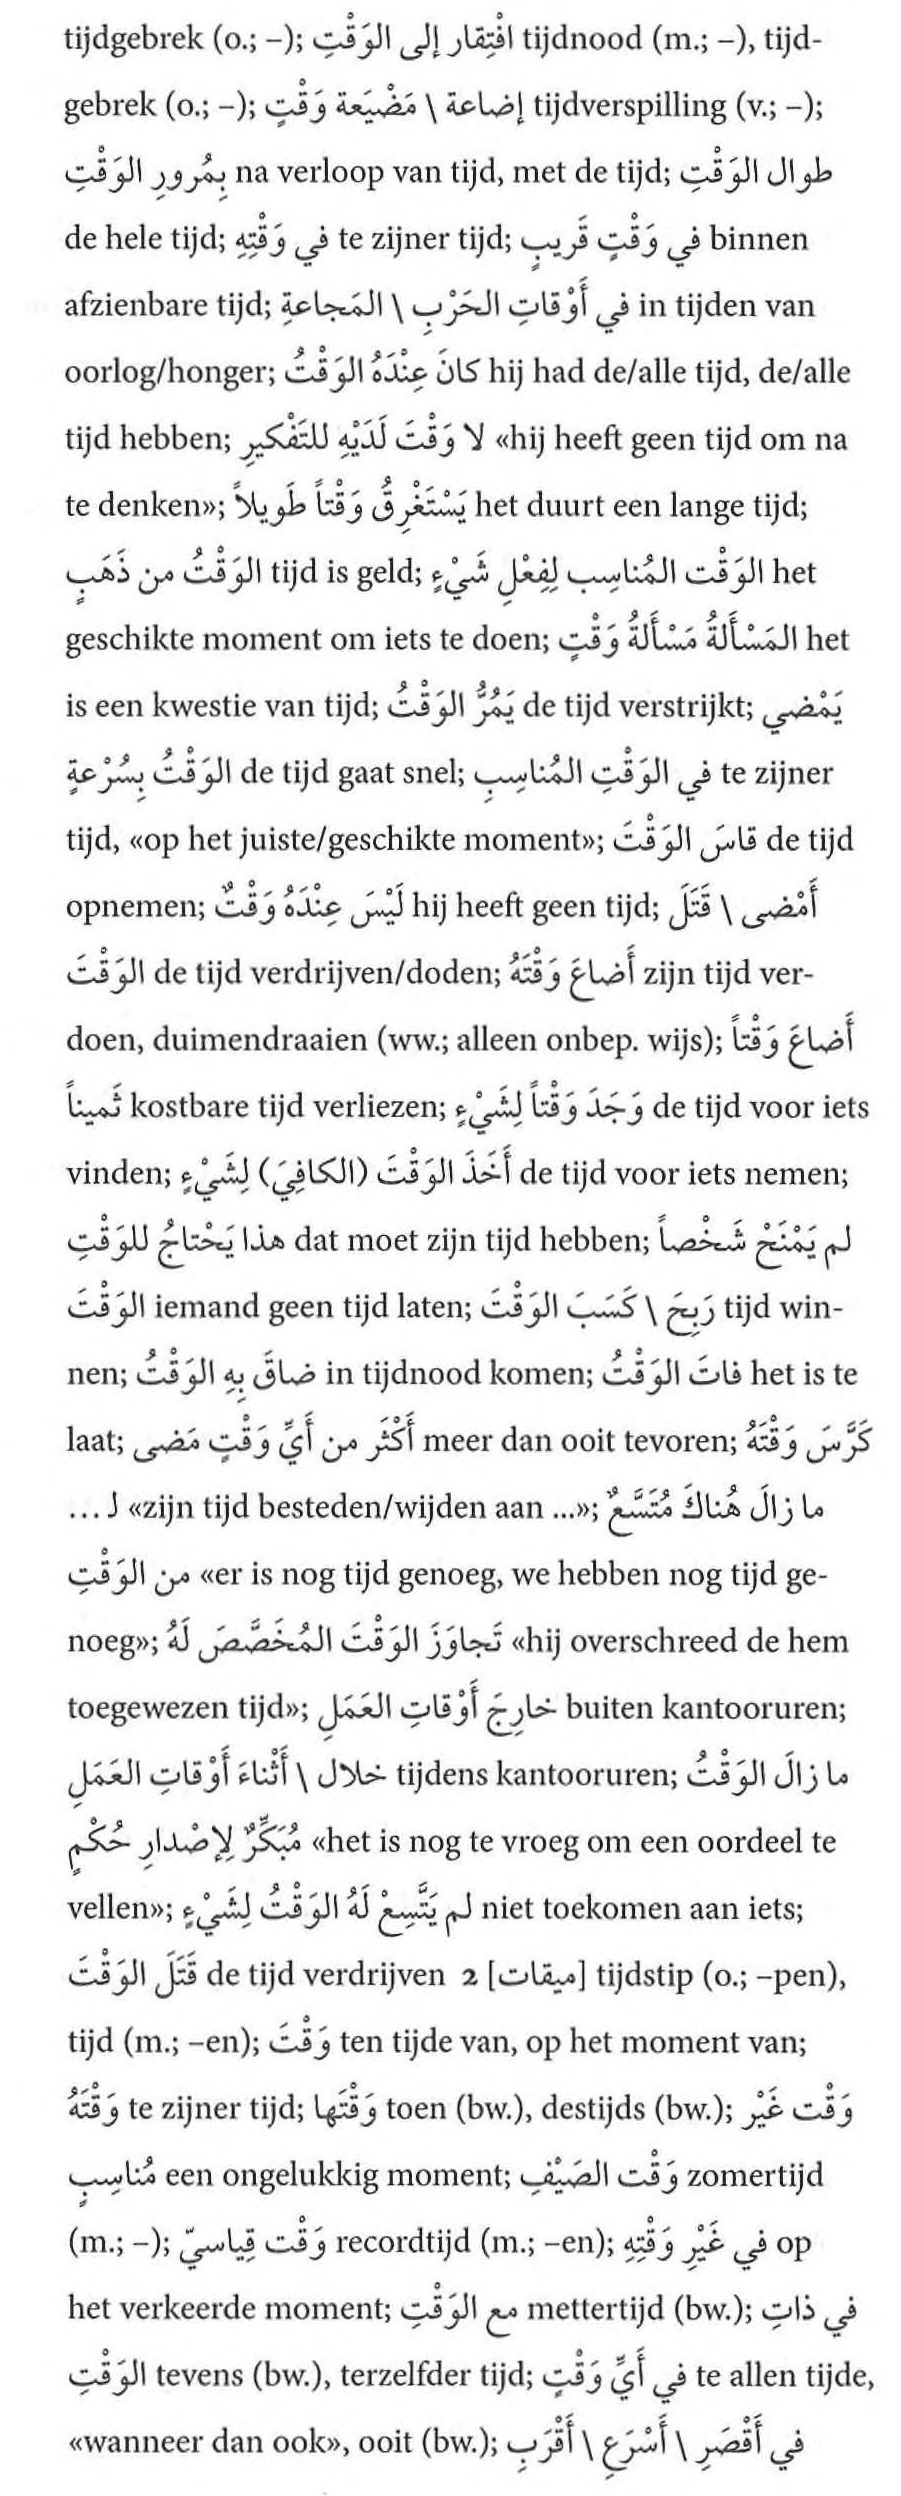 tijdgebrek (o.; –); افْتِقار إلى الوَقْتِ tijdnood (m.; –), tijd-
gebrek (o.; –); إضاعة \ مَضْيَعة وَقْتٍ tijdverspilling (v.; –);
بِمُرورِ الوَقْتِ na verloop van tijd, met de tijd; طوال الوَقْتِ
de hele tijd; في وَقْتِهِ te zijner tijd; في وَقْتٍ قَريبٍ binnen
afzienbare tijd; في أَوْقاتِ الحَرْبِ \ المَجاعةِ in tijden van
oorlog/honger; كانَ عِنْدَهُ الوَقْتُ hij had de/alle tijd, de/alle
tijd hebben; لا وَقْتَ لَدَيْهِ للتَفْكيرِ «hij heeft geen tijd om na
te denken»; يَسْتَغْرِقُ وَقْتاً طَويلاً het duurt een lange tijd;
الوَقْتُ من ذَهَبٍ tijd is geld; الوَقْت المُناسِب لِفِعْلِ شَيْءٍ het
geschikte moment om iets te doen; المَسْأَلةُ مَسْأَلةُ وَقْتٍ het
is een kwestie van tijd; يَمُرُّ الوَقْتُ de tijd verstrijkt; يَمْضي
الوَقْتُ بِسُرْعةٍ de tijd gaat snel; في الوَقْتِ المُناسِبِ te zijner
tijd, «op het juiste/geschikte moment»; قاسَ الوَقْتَ de tijd
opnemen; لَيْسَ عِنْدَهُ وَقْتٌ hij heeft geen tijd; أَمْضى \ قَتَلَ
الوَقْتَ de tijd verdrijven/doden; أَضاعَ وَقْتَهُ zijn tijd ver-
doen, duimendraaien (ww.; alleen onbep. wijs); أَضاعَ وَقْتاً
ثَميناً kostbare tijd verliezen; وَجَدَ وَقْتاً لِشَيْءٍ de tijd voor iets
vinden; أَخَذَ الوَقْتَ (الكافِيَ) لِشَيْءٍ de tijd voor iets nemen;
هذا يَحْتاجُ للوَقْتِ dat moet zijn tijd hebben; لم يَمْنَحْ شَخْصاً
الوَقْتَ iemand geen tijd laten; رَبِحَ \ كَسَبَ الوَقْتَ tijd win-
nen; ضاقَ بِهِ الوَقْتُ in tijdnood komen; فاتَ الوَقْتُ het is te
laat; أَكْثَر من أَيِّ وَقْتٍ مَضى meer dan ooit tevoren; كَرَّسَ وَقْتَهُ
لـ ... «zijn tijd besteden/wijden aan ...»; ما زالَ هُناكَ مُتَّسَعٌ
من الوَقْتِ «er is nog tijd genoeg, we hebben nog tijd ge-
noeg»; تَجاوَزَ الوَقْتَ المُخَصَّصَ لَهُ «hij overschreed de hem
toegewezen tijd»; خارِجَ أَوْقاتِ العَمَلِ buiten kantooruren;
خلال \ أَثْناءَ أَوْقاتِ العَمَلِ tijdens kantooruren; ما زالَ الوَقْتُ
مُبَكِّرٌ لِإصْدارِ حُكْمٍ «het is nog te vroeg om een oordeel te
vellen»; لم يَتَّسِعْ لَهُ الوَقْتُ لِشَيْءٍ niet toekomen aan iets;
قَتَلَ الوَقْتَ de tijd verdrijven 2 [ميقات] tijdstip (o.; –pen),
tijd (m.; –en); وَقْتَ ten tijde van, op het moment van;
وَقْتَهُ te zijner tijd; وَقْتَها toen (bw.), destijds (bw.); وَقْت غَيْر
مُناسِبٍ een ongelukkig moment; وَقْت الصَيْفِ zomertijd
(m.; –); وَقْت قِياسيّ recordtijd (m.; –en); في غَيْرِ وَقْتِهِ op
het verkeerde moment; مع الوَقْتِ mettertijd (bw.); في ذاتِ
الوَقْتِ tevens (bw.), terzelfder tijd; في أَيِّ وَقْتٍ te allen tijde,
«wanneer dan ook», ooit (bw.); في أَقْصَرِ \ أَسْرَعِ \ أَقْرَبِ